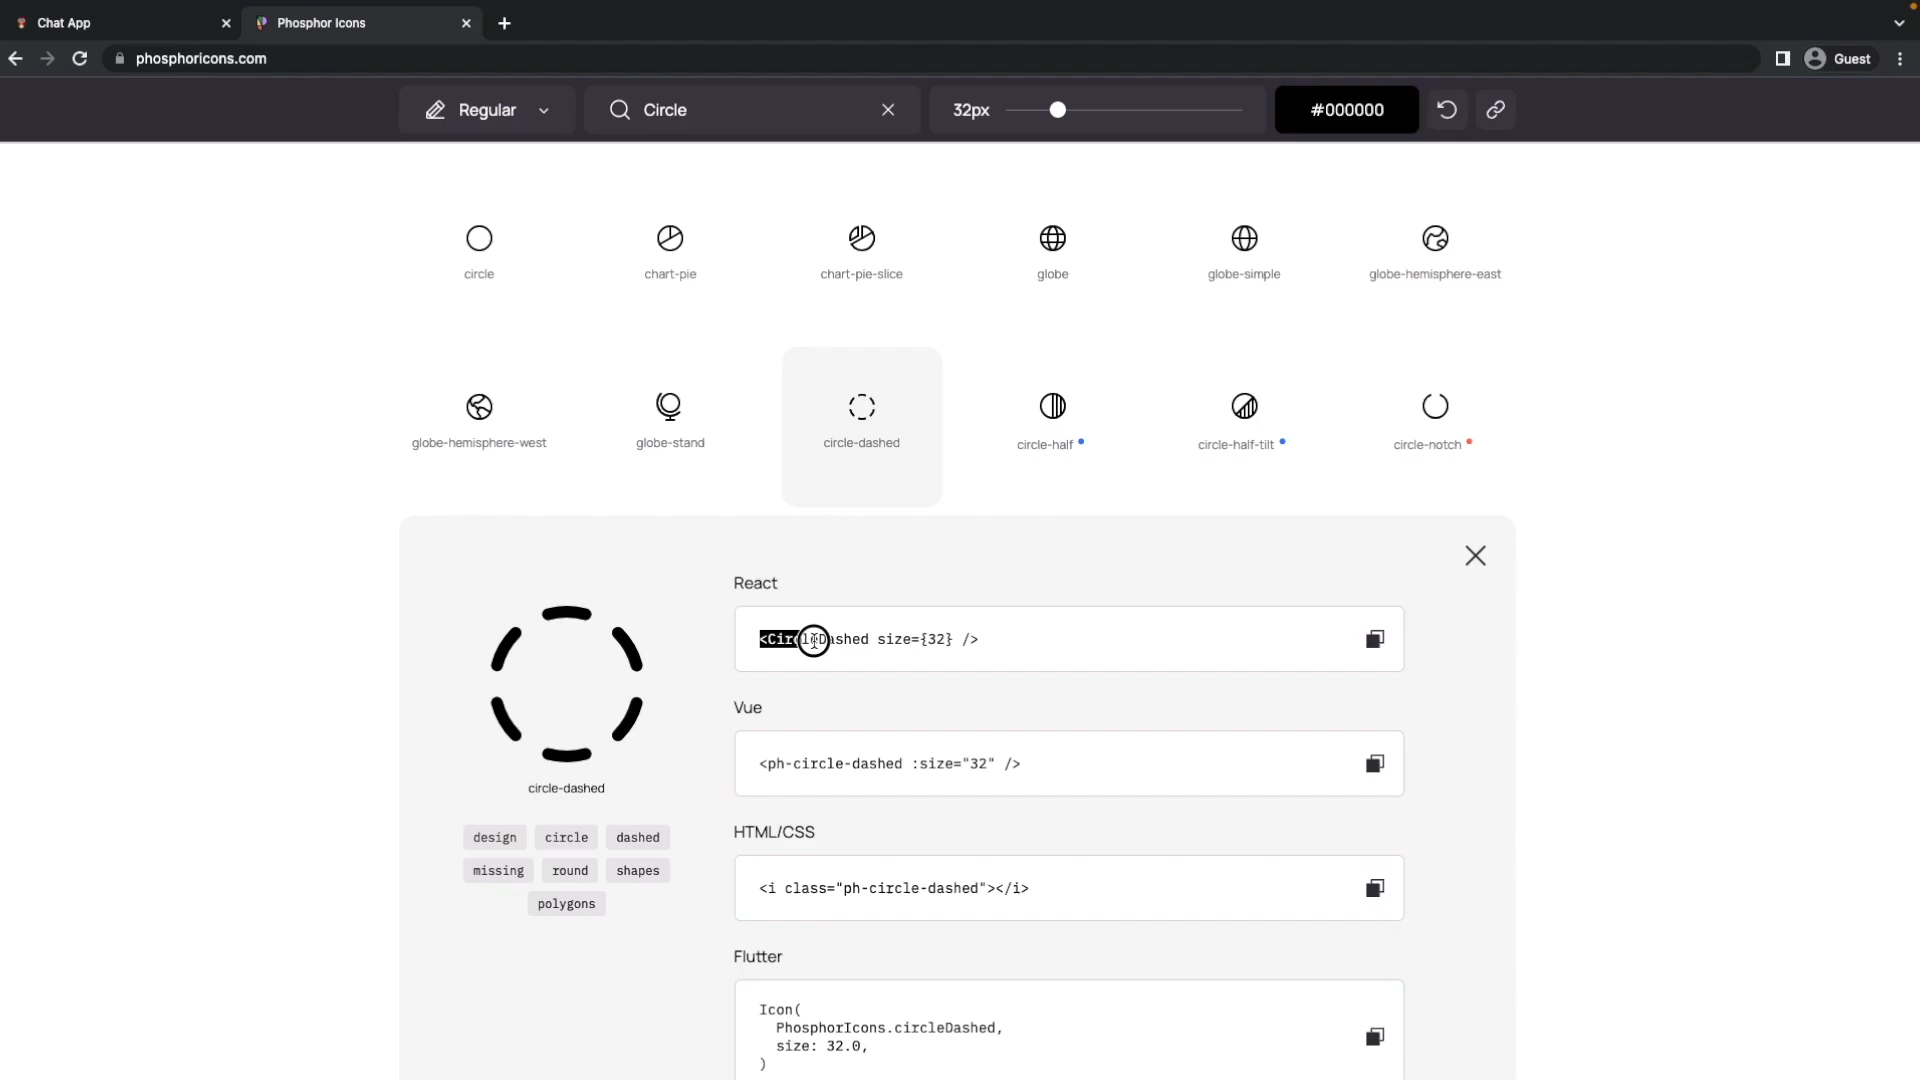 Chat App
Phosphor Icons
phosphoricons.com
Guest
Regular
Circle
32px
#000000
circle
chart-pie
chart-pie-slice
globe
globe-simple
globe-hemisphere-east
globe-hemisphere-west
globe-stand
circle-dashed
circle-half
circle-half-tilt
circle-notch
circle-dashed
design circle dashed
missing round shapes
polygons
React
<CircleDashed size={32} />
Vue
<ph-circle-dashed :size="32" />
HTML/CSS
<i class="ph-circle-dashed"></i>
Flutter
Icon(
PhosphorIcons.circleDashed,
size: 32.0,
)